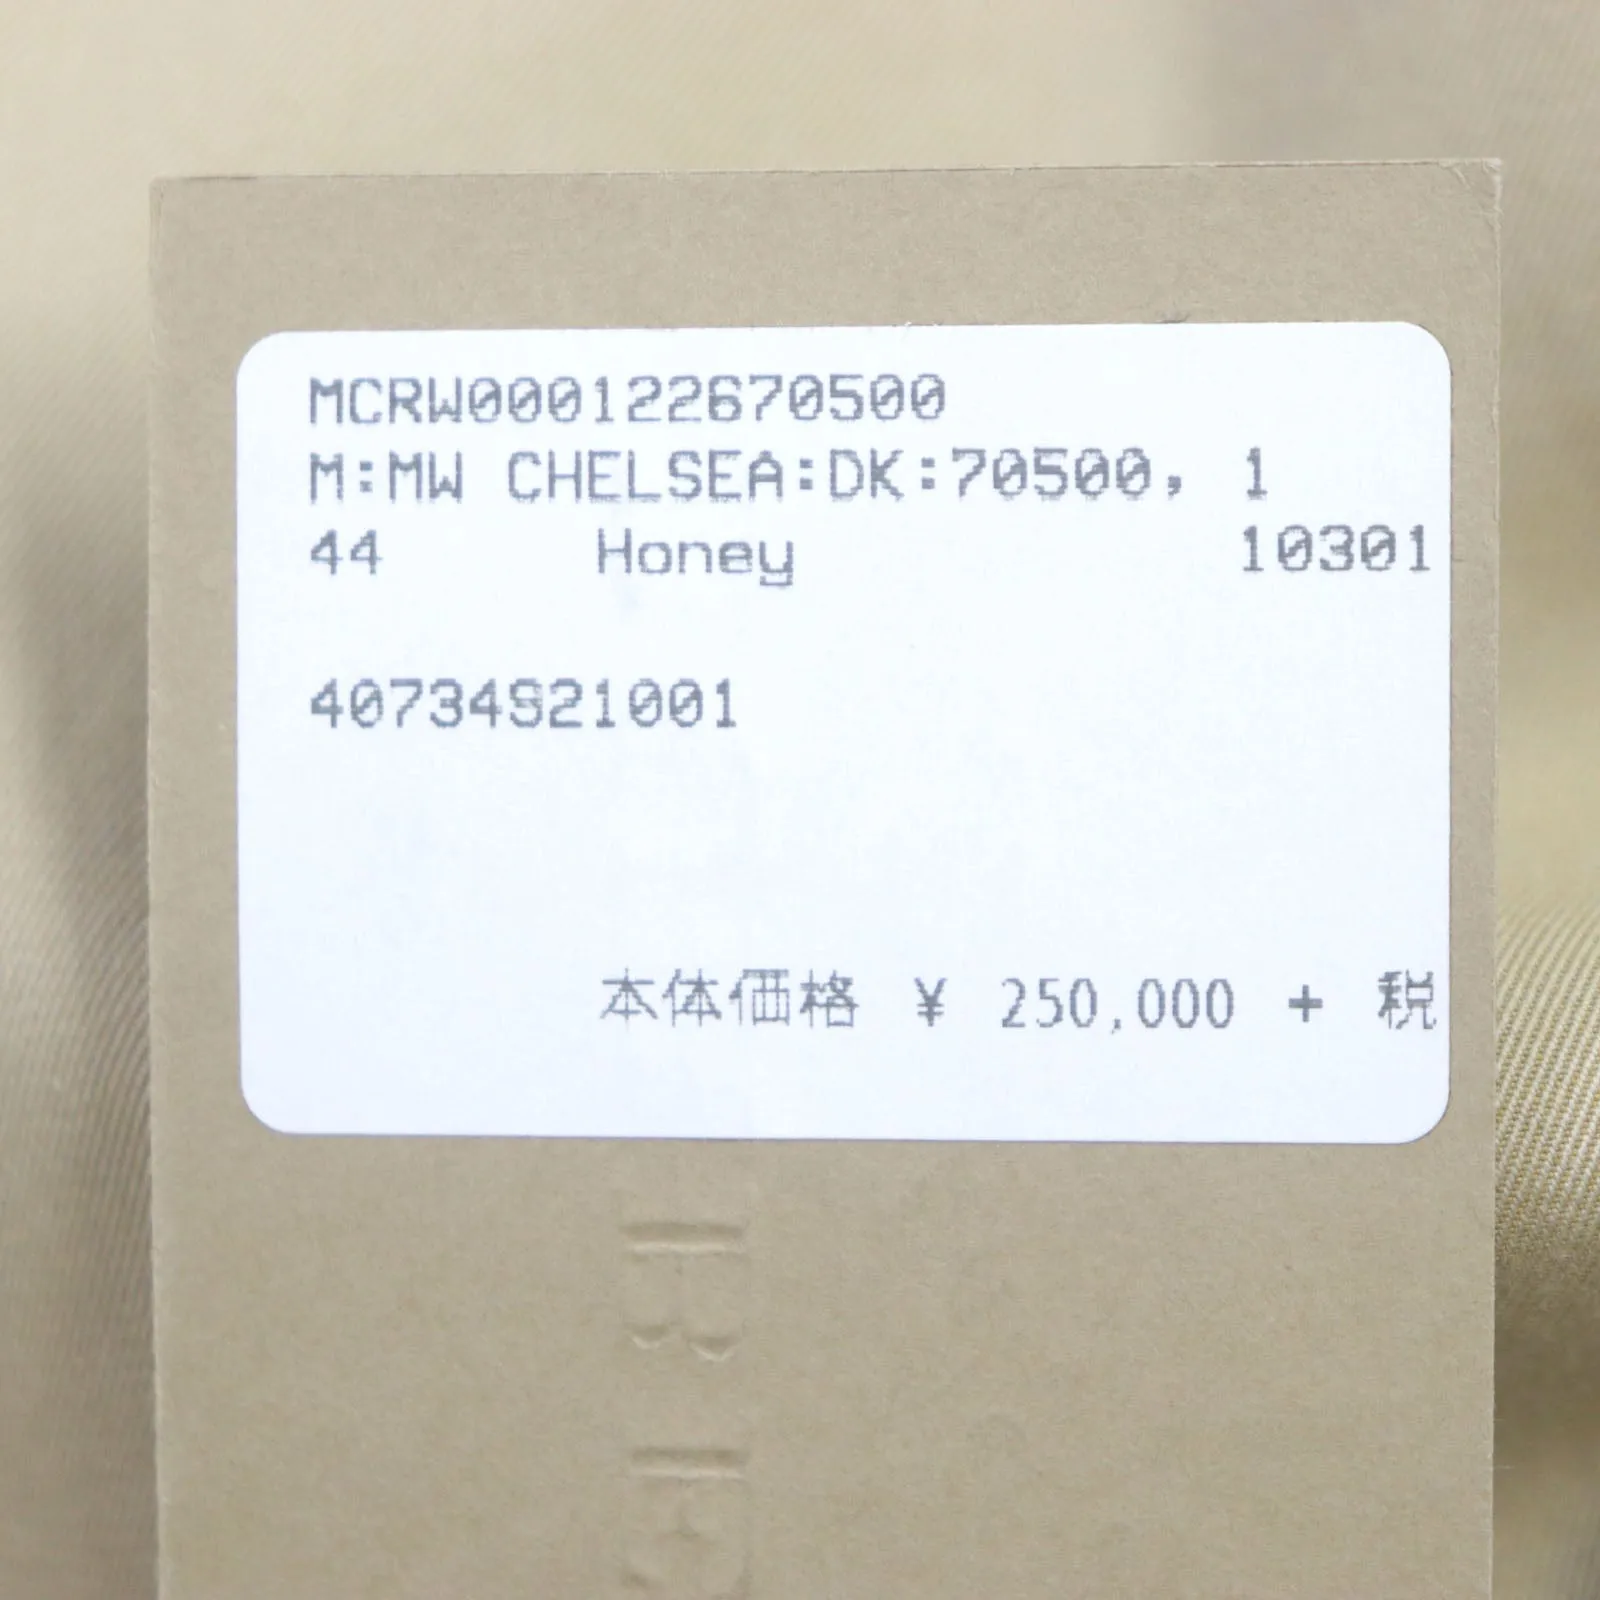 MCRW000122670500
M:MW CHELSEA:DK:70500, 1
44 Honey 10301
40734921001
本体価格 ¥ 250,000 + 税